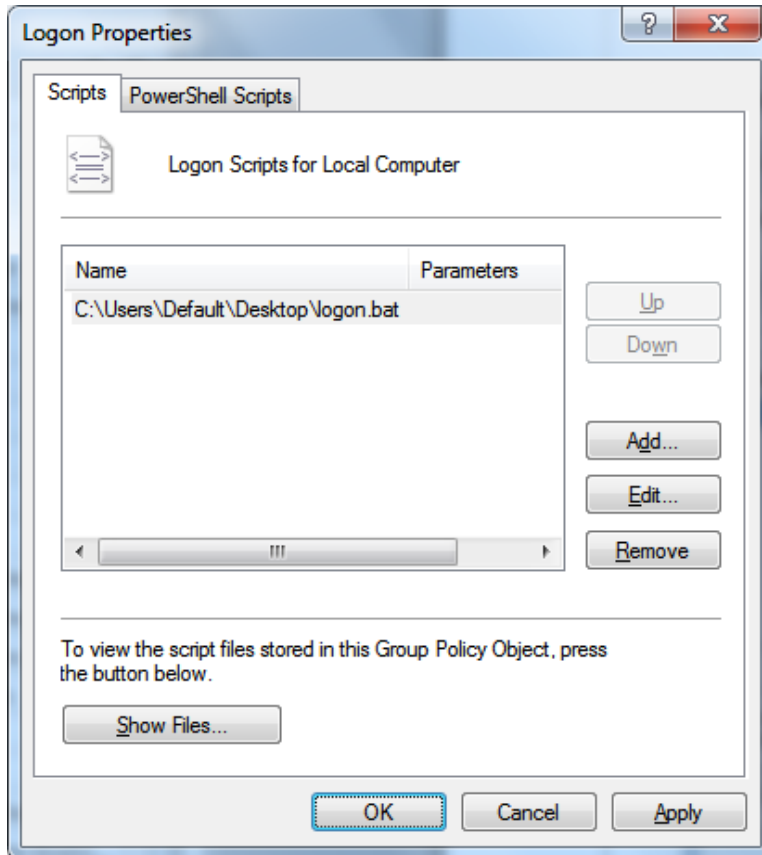 Logon Properties
Scripts
PowerShell Scripts
Logon Scripts for Local Computer
Name Parameters
C:\Users\Default\Desktop\logon.bat
Up
Down
Add...
Edit...
Remove
To view the script files stored in this Group Policy Object, press
the button below.
Show Files...
OK Cancel Apply